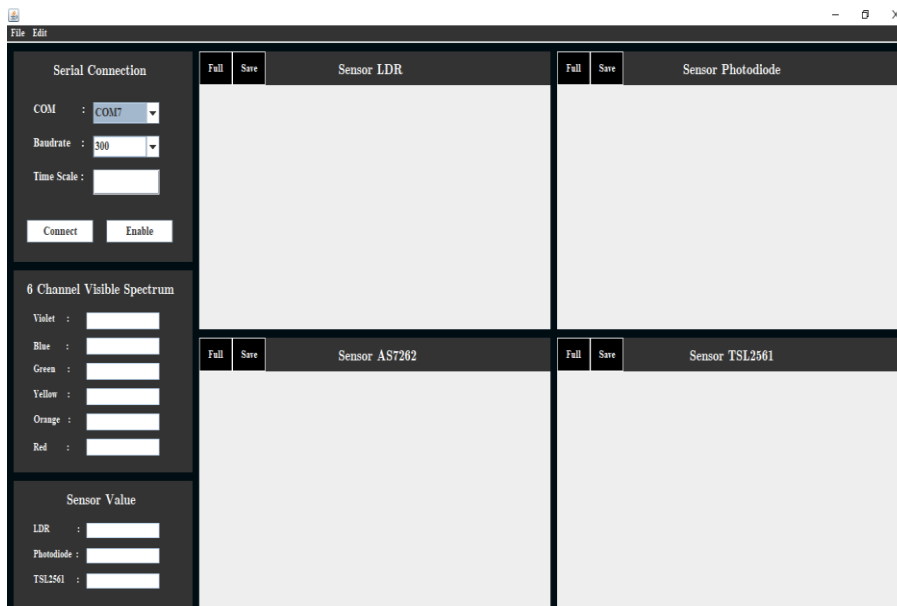 File Edit
Serial Connection
COM : COM7
Baudrate : 300
Time Scale :
Connect Enable
6 Channel Visible Spectrum
Violet :
Blue :
Green :
Yellow :
Orange :
Red :
Sensor Value
LDR :
Photodiode :
TSL2561 :
Full Save Sensor LDR
Full Save Sensor Photodiode
Full Save Sensor AS7262
Full Save Sensor TSL2561